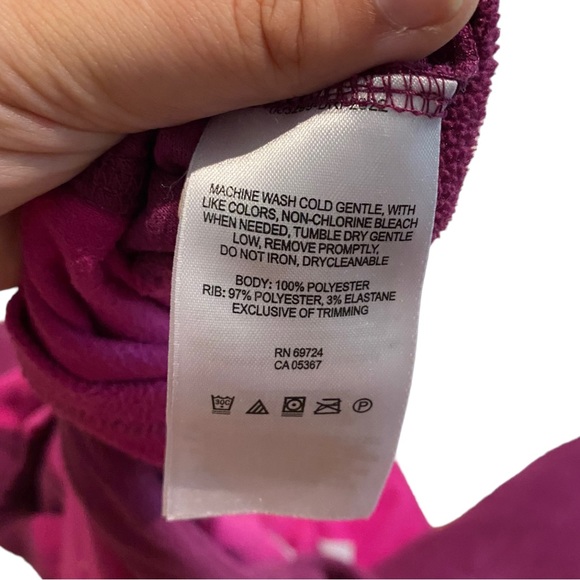 MACHINE WASH COLD GENTLE, WITH
LIKE COLORS, NON-CHLORINE BLEACH
WHEN NEEDED, TUMBLE DRY GENTLE
LOW, REMOVE PROMPTLY,
DO NOT IRON, DRYCLEANABLE
BODY: 100% POLYESTER
RIB: 97% POLYESTER, 3% ELASTANE
EXCLUSIVE OF TRIMMING
RN 69724
CA 05367
30C P